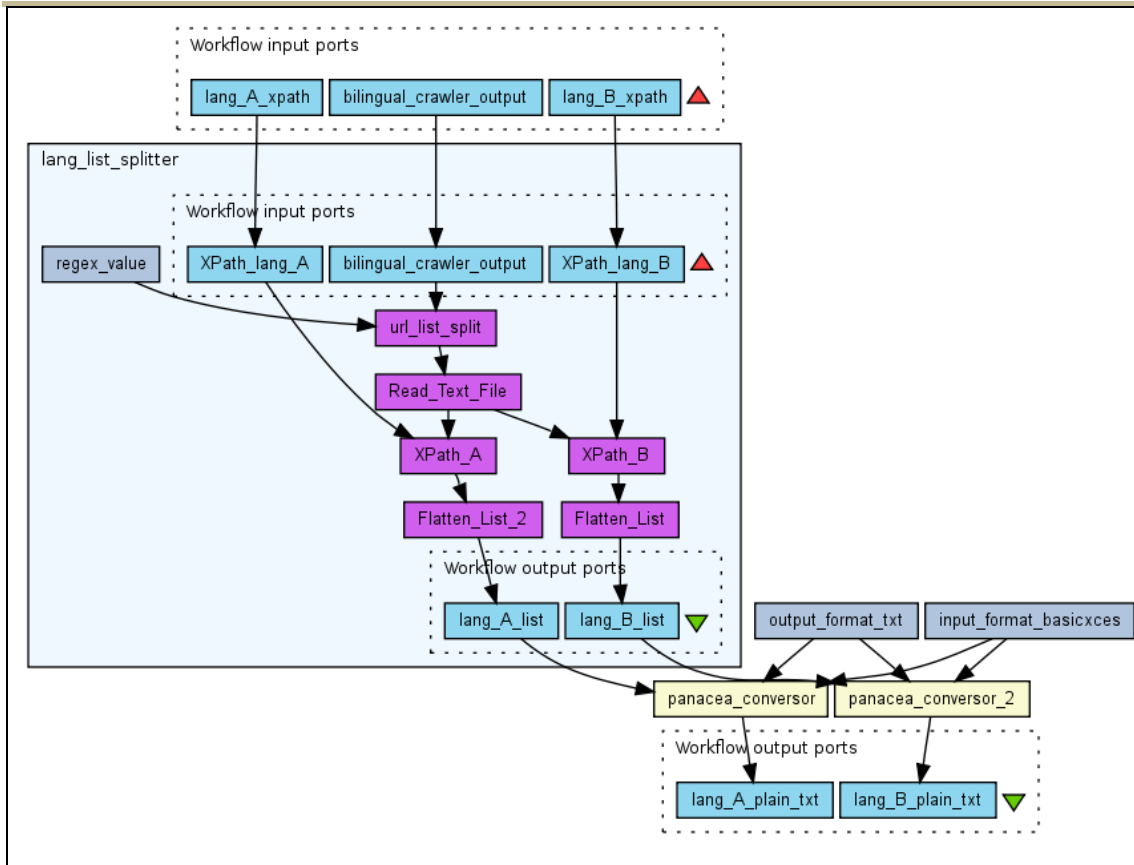 Workflow input ports
lang_A_xpath bilingual_crawler_output lang_B_xpath
lang_list_splitter
Workflow input ports
regex_value XPath_lang_A bilingual_crawler_output XPath_lang_B
url_list_split
Read_Text_File
XPath_A XPath_B
Flatten_List_2 Flatten_List
Workflow output ports
lang_A_list lang_B_list output_format_txt input_format_basicxces
panacea_conversor panacea_conversor_2
Workflow output ports
lang_A_plain_txt lang_B_plain_txt